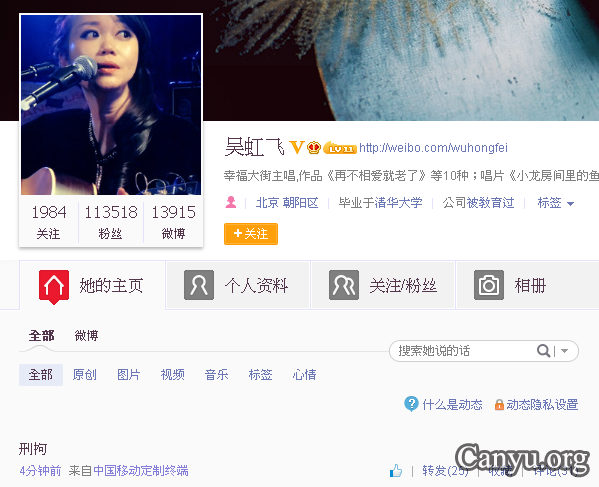 吴虹飞 V LV 11 http://weibo.com/wuhongfei
幸福大街主唱,作品《再不相爱就老了》等10种；唱片《小龙房间里的鱼
北京 朝阳区 毕业于清华大学 公司被教育过 标签
1984 113518 13915
关注 粉丝 微博
+关注
她的主页 个人资料 关注/粉丝 相册
全部 微博
搜索她说的话
全部 原创 图片 视频 音乐 标签 心情
? 什么是动态 动态隐私设置
刑拘
4分钟前 来自中国移动定制终端 转发(25) 收藏 评论
Canyu.org